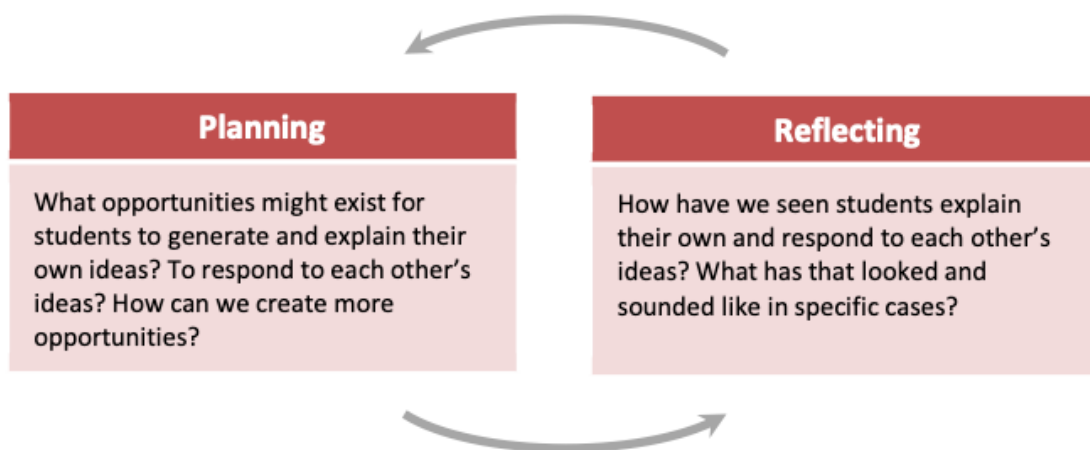 Planning
What opportunities might exist for
students to generate and explain their
own ideas? To respond to each other’s
ideas? How can we create more
opportunities?
Reflecting
How have we seen students explain
their own and respond to each other’s
ideas? What has that looked and
sounded like in specific cases?